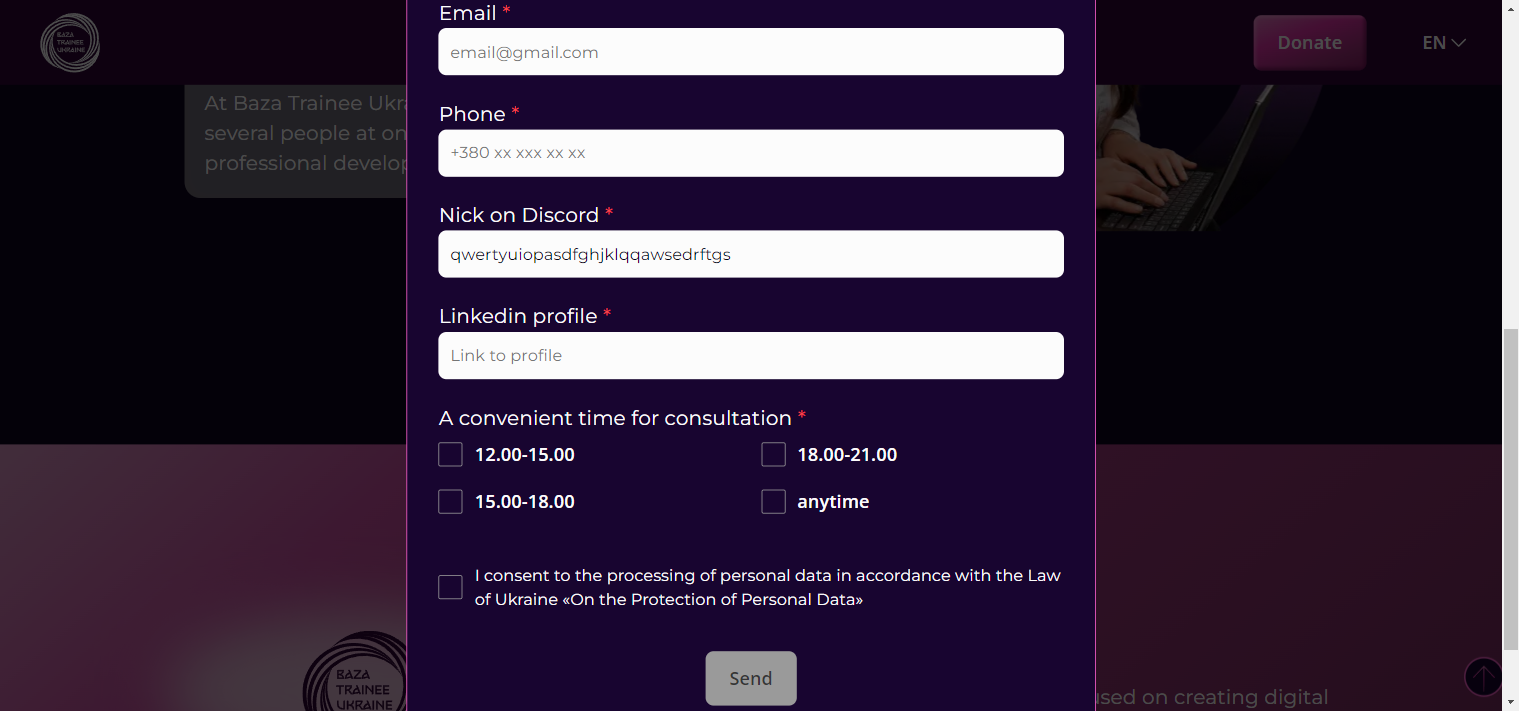 BAZA
TRAINEE
UKRAINE
Donate
EN
At Baza Trainee Ukra
several people at on
professional develop
Email *
email@gmail.com
Phone *
+380 xx xxx xx xx
Nick on Discord *
qwertyuiopasdfghjklqqawsedrftgs
Linkedin profile *
Link to profile
A convenient time for consultation *
12.00-15.00
18.00-21.00
15.00-18.00
anytime
I consent to the processing of personal data in accordance with the Law
of Ukraine «On the Protection of Personal Data»
Send
BAZA
TRAINEE
UKRAINE
used on creating digital